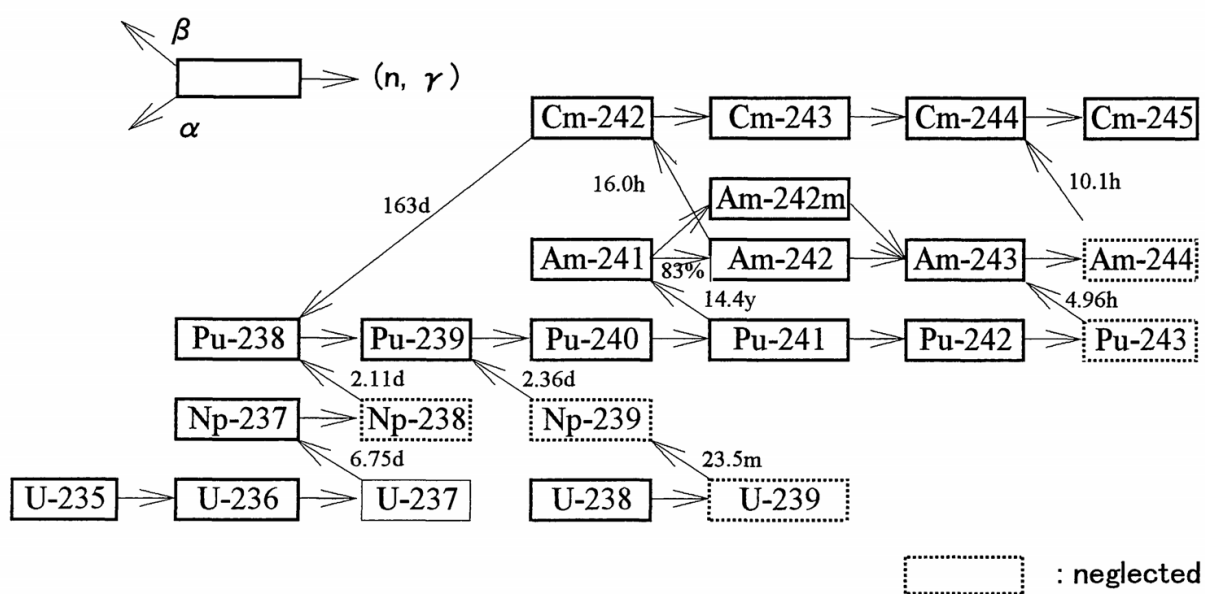 β
(n, γ)
α
Cm-242 Cm-243 Cm-244 Cm-245
16.0h 10.1h
Am-242m
163d
Am-241 83% Am-242 Am-243 Am-244
14.4y 4.96h
Pu-238 Pu-239 Pu-240 Pu-241 Pu-242 Pu-243
2.11d 2.36d
Np-237 Np-238 Np-239
6.75d 23.5m
U-235 U-236 U-237 U-238 U-239
: neglected